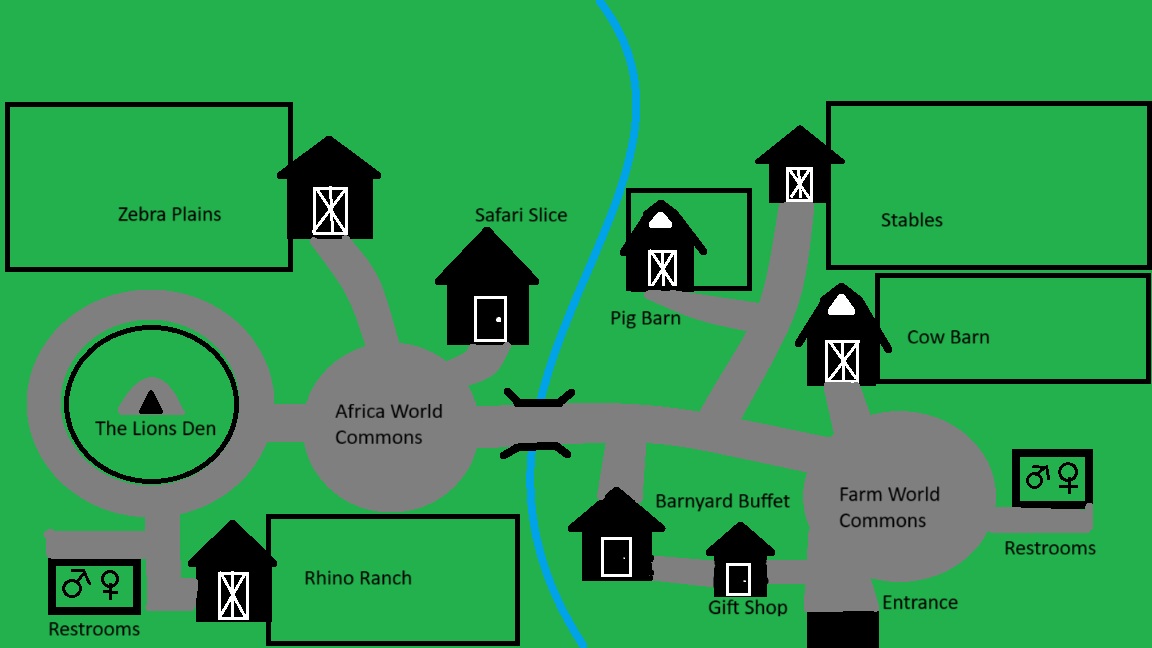 Safari Slice
Zebra Plains
Stables
Pig Barn
Cow Barn
Africa World
Commons
The Lions Den
Farm World
Commons
Barnyard Buffet
Restrooms
Rhino Ranch
Gift Shop
Entrance
Restrooms